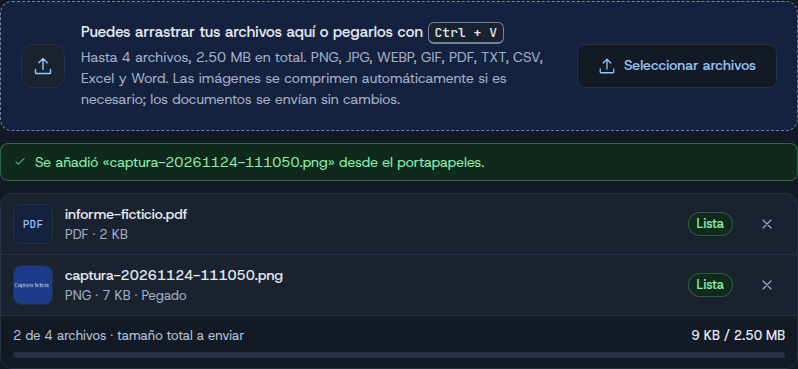 Puedes arrastrar tus archivos aquí o pegarlos con Ctrl + V
Hasta 4 archivos, 2.50 MB en total. PNG, JPG, WEBP, GIF, PDF, TXT, CSV,
Excel y Word. Las imágenes se comprimen automáticamente si es
necesario; los documentos se envían sin cambios.
Seleccionar archivos
Se añadió «captura-20261124-111050.png» desde el portapapeles.
PDF
informe-ficticio.pdf
PDF · 2 KB
Lista
Captura ficticia
captura-20261124-111050.png
PNG · 7 KB · Pegado
Lista
2 de 4 archivos · tamaño total a enviar
9 KB / 2.50 MB